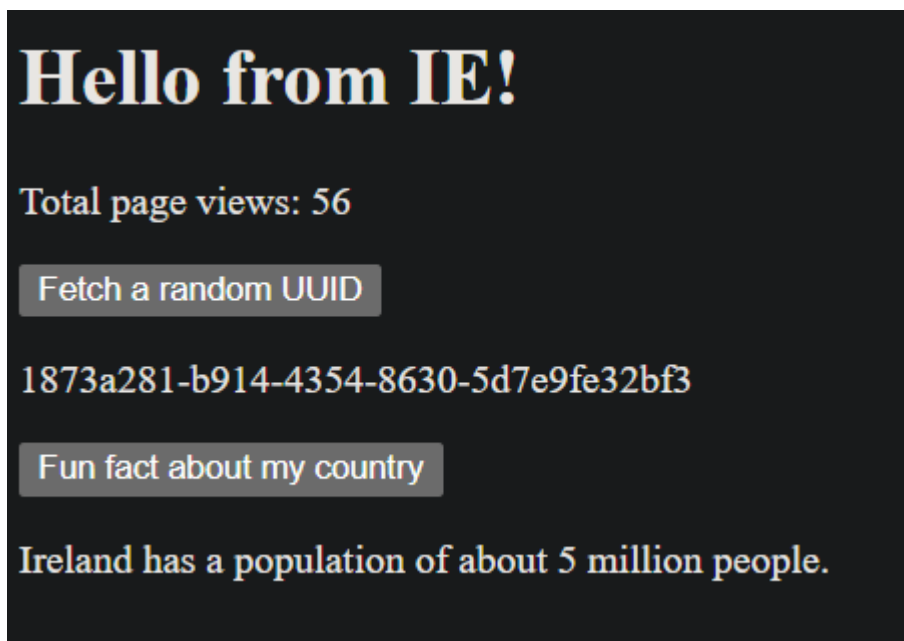 Hello from IE!
Total page views: 56
Fetch a random UUID
1873a281-b914-4354-8630-5d7e9fe32bf3
Fun fact about my country
Ireland has a population of about 5 million people.